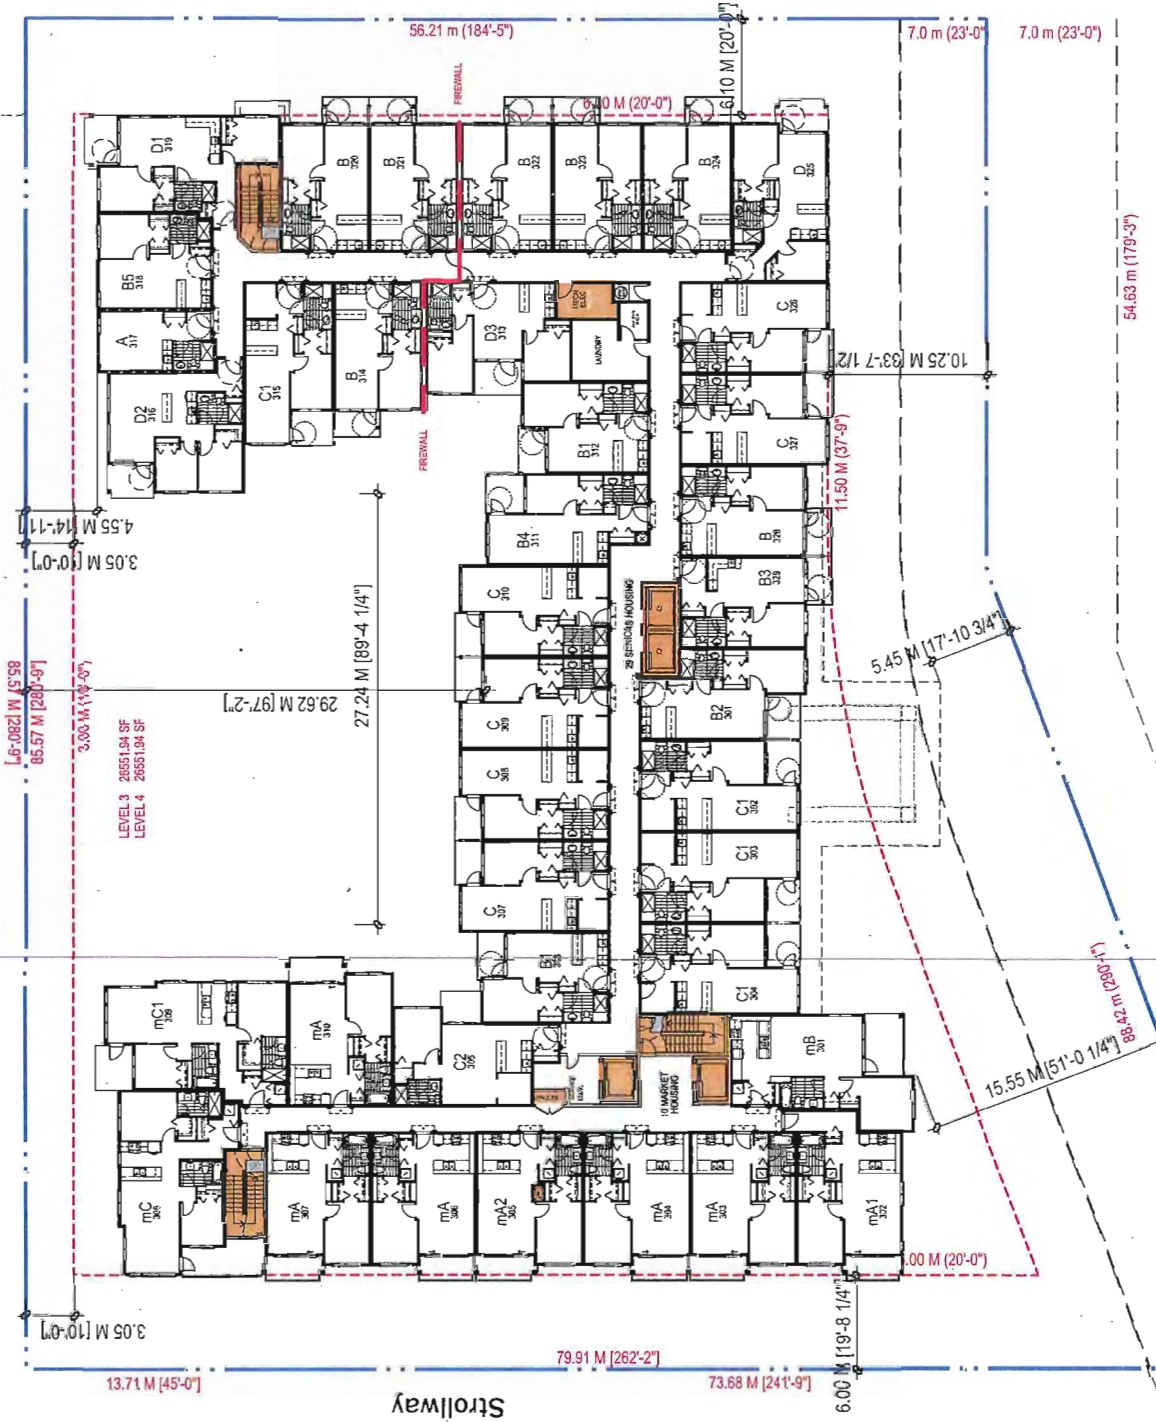 56.21 m (184'-5")
6.10 M [20'-0"]
7.0 m (23'-0"
7.0 m (23'-0")
FIREWALL
0 M (20'-0")
D1
319
B
320
B
321
B
322
B
323
B
324
D
325
54.63 m (179'-3")
B5
318
A
317
C1
315
B
314
D3
313
MECH
ELEC
LAUNDRY
C
326
10.25 M [33'-7 1/2
D2
316
FIREWALL
B1
312
C
327
11.50 M (37'-9")
4.55 M [14'-11"]
3.05 M [10'-0"]
B4
311
B
328
C
310
29 SENIORS HOUSING
B3
329
27.24 M [89'-4 1/4"]
5.45 M [17'-10 3/4"]
85.57 M [280'-9"]
85.57 M [280'-9"]
3.00 M (10'-0")
29.62 M [97'-2"]
C
309
B2
301
LEVEL 3 26551.94 SF
LEVEL 4 26551.94 SF
C
308
C1
302
C1
303
C
307
B1
C1
304
mC1
309
mA
310
C2
305
10 MARKET
HOUSING
mB
301
88.42 m (290'-1")
15.55 M [51'-0 1/4"]
mC
mA
307
mA
306
mA2
305
mA
304
mA
303
mA1
302
.00 M (20'-0")
3.05 M [10'-0"]
79.91 M [262'-2"]
6.00 M [19'-8 1/4"]
13.71 M [45'-0"]
73.68 M [241'-9"]
Strollway